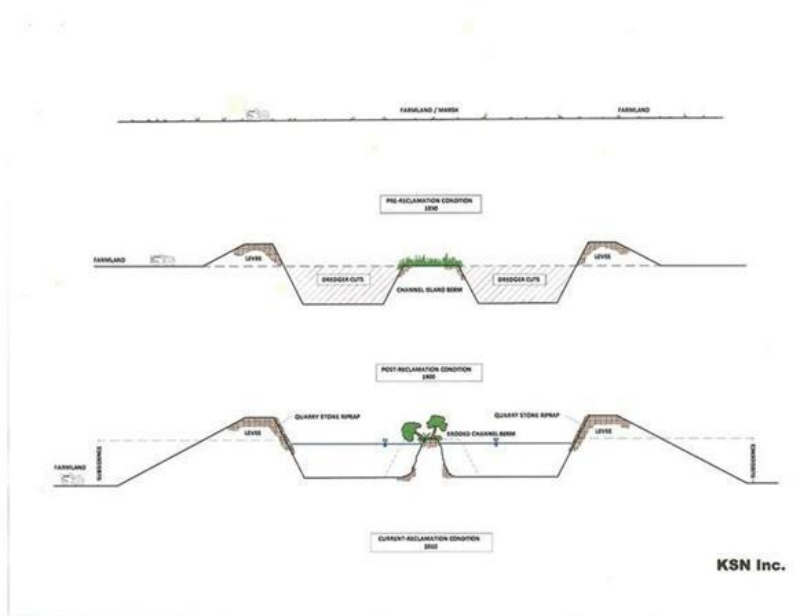 FARMLAND / MARSH
FARMLAND
PRE-RECLAMATION CONDITION
1850
FARMLAND
LEVEE
DREDGER CUTS
CHANNEL ISLAND BERM
DREDGER CUTS
LEVEE
POST-RECLAMATION CONDITION
1900
QUARRY STONE RIPRAP
LEVEE
ERODED CHANNEL BERM
QUARRY STONE RIPRAP
LEVEE
SUBSIDENCE
SUBSIDENCE
FARMLAND
CURRENT-RECLAMATION CONDITION
KSN Inc.